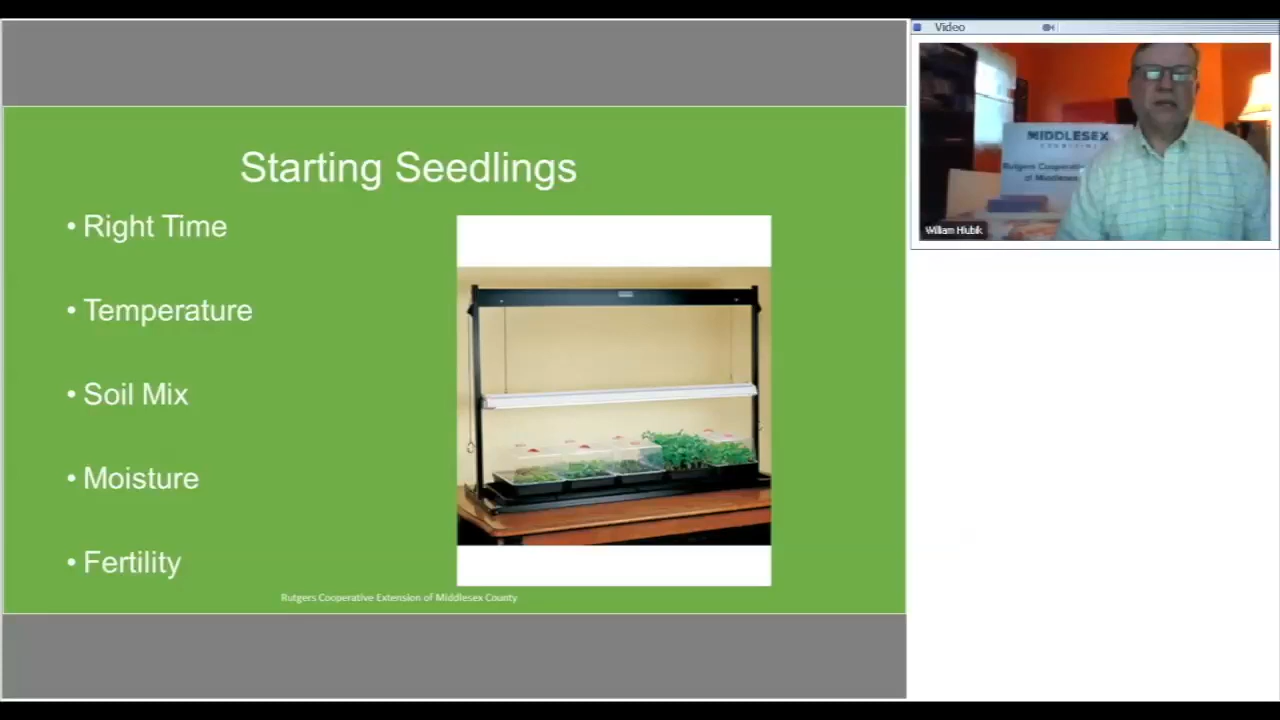 Video
Starting Seedlings
• Right Time
• Temperature
• Soil Mix
• Moisture
• Fertility
Rutgers Cooperative Extension of Middlesex County
MIDDLESEX
Rutgers Coopera
of Middlesex
William Hlubik